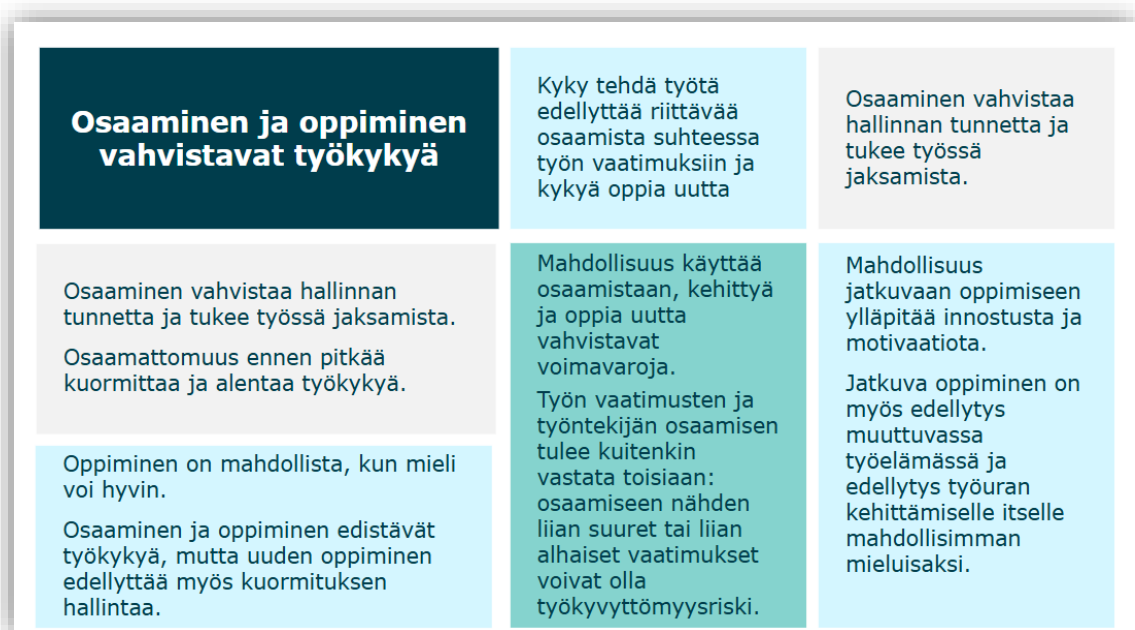 Osaaminen ja oppiminen
vahvistavat työkykyä
Kyky tehdä työtä
edellyttää riittävää
osaamista suhteessa
työn vaatimuksiin ja
kykyä oppia uutta
Osaaminen vahvistaa
hallinnan tunnetta ja
tukee työssä
jaksamista.
Osaaminen vahvistaa hallinnan
tunnetta ja tukee työssä jaksamista.
Osaamattomuus ennen pitkää
kuormittaa ja alentaa työkykyä.
Oppiminen on mahdollista, kun mieli
voi hyvin.
Osaaminen ja oppiminen edistävät
työkykyä, mutta uuden oppiminen
edellyttää myös kuormituksen
hallintaa.
Mahdollisuus käyttää
osaamistaan, kehittyä
ja oppia uutta
vahvistavat
voimavaroja.
Työn vaatimusten ja
työntekijän osaamisen
tulee kuitenkin
vastata toisiaan:
osaamiseen nähden
liian suuret tai liian
alhaiset vaatimukset
voivat olla
työkyvyttömyysriski.
Mahdollisuus
jatkuvaan oppimiseen
ylläpitää innostusta ja
motivaatiota.
Jatkuva oppiminen on
myös edellytys
muuttuvassa
työelämässä ja
edellytys työuran
kehittämiselle itselle
mahdollisimman
mieluisaksi.